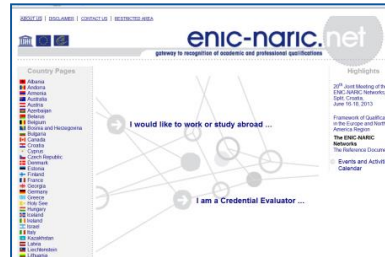 ABOUT US | DISCLAIMER | CONTACT US | RESTRICTED AREA
enic-naric.net
gateway to recognition of academic and professional qualifications
Country Pages
Albania
Andorra
Armenia
Australia
Austria
Azerbaijan
Belarus
Belgium
Bosnia and Herzegovina
Bulgaria
Canada
Croatia
Cyprus
Czech Republic
Denmark
Estonia
Finland
France
Georgia
Germany
Greece
Holy See
Hungary
Iceland
Ireland
Israel
Italy
Kazakhstan
Latvia
Liechtenstein
Lithuania
I would like to work or study abroad ...
I am a Credential Evaluator ...
Highlights
20th Joint Meeting of the
ENIC-NARIC Networks,
Split, Croatia,
June 16-18, 2013
Framework of Qualifica
in the Europe and North
America Region
The ENIC-NARIC
Networks
The Reference Docume
Events and Activiti
Calendar